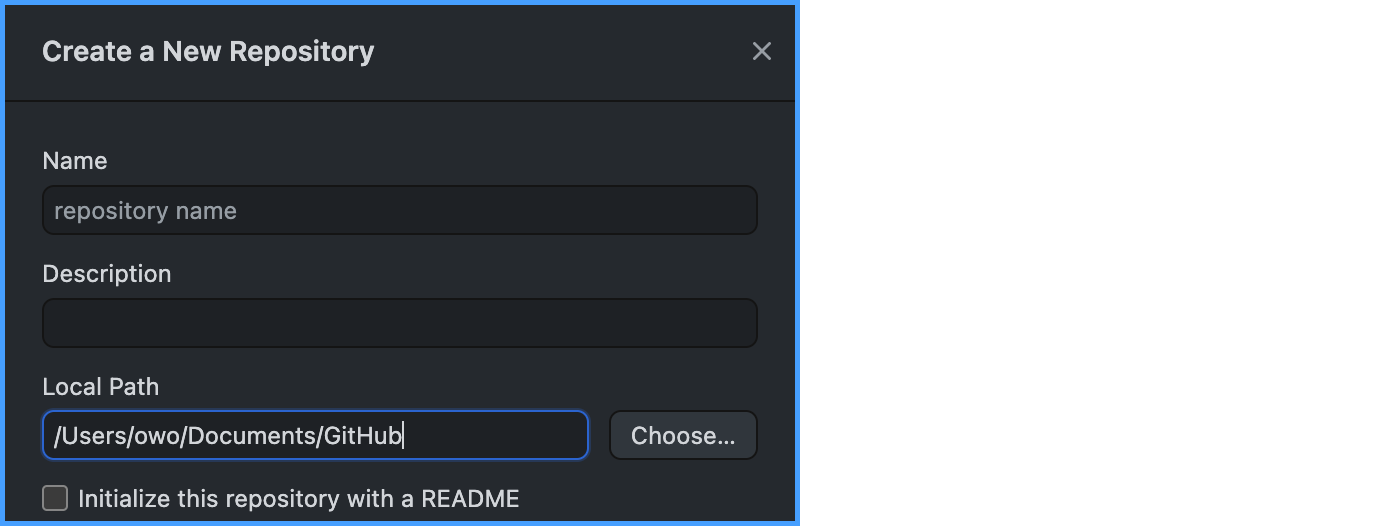 Create a New Repository
Name
repository name
Description
Local Path
/Users/owo/Documents/GitHub
Choose...
Initialize this repository with a README